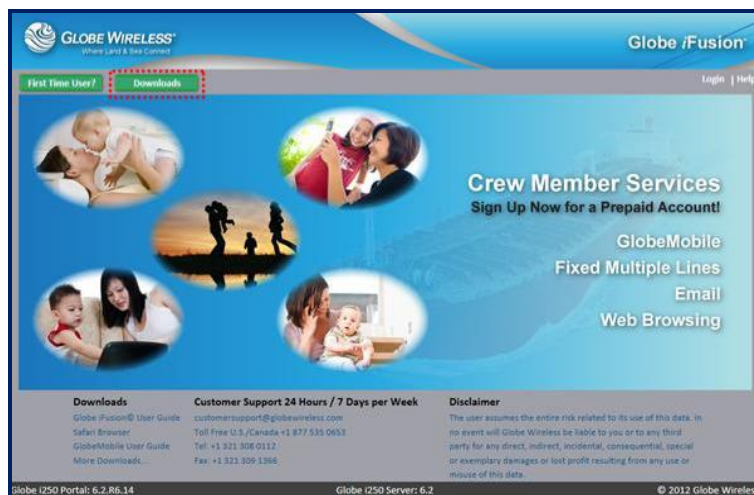 GLOBE WIRELESS®
Where Land & Sea Connect
Globe iFusion™
First Time User?
Downloads
Login | Help
Crew Member Services
Sign Up Now for a Prepaid Account!
GlobeMobile
Fixed Multiple Lines
Email
Web Browsing
Downloads
Globe iFusion® User Guide
Safari Browser
GlobeMobile User Guide
More Downloads...
Customer Support 24 Hours / 7 Days per Week
customersupport@globewireless.com
Toll Free U.S./Canada +1 877 535 0653
Tel: +1 321 308 0112
Fax: +1 321 309 1366
Disclaimer
The user assumes the entire risk related to its use of this data. In
no event will Globe Wireless be liable to you or to any third
party for any direct, indirect, incidental, consequential, special
or exemplary damages or lost profit resulting from any use or
misuse of this data.
Globe i250 Portal: 6.2.R6.14
Globe i250 Server: 6.2
© 2012 Globe Wireles